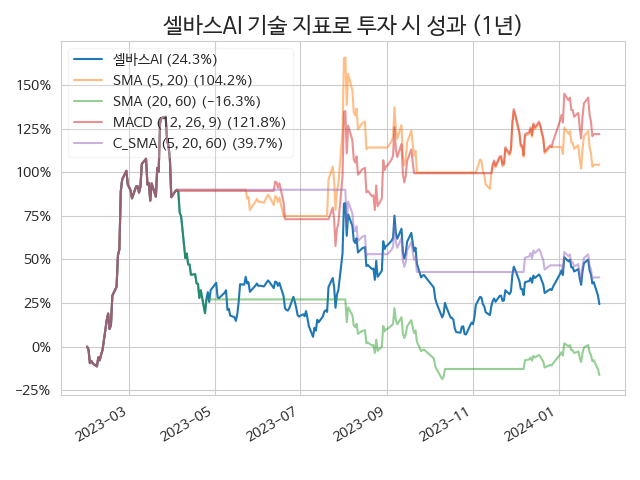 셀바스AI 기술 지표로 투자 시 성과 (1년)
셀바스AI (24.3%)
SMA (5, 20) (104.2%)
SMA (20, 60) (−16.3%)
MACD (12, 26, 9) (121.8%)
C_SMA (5, 20, 60) (39.7%)
150%
125%
100%
75%
50%
25%
0%
−25%
2023−03
2023−05
2023−07
2023−09
2023−11
2024−01